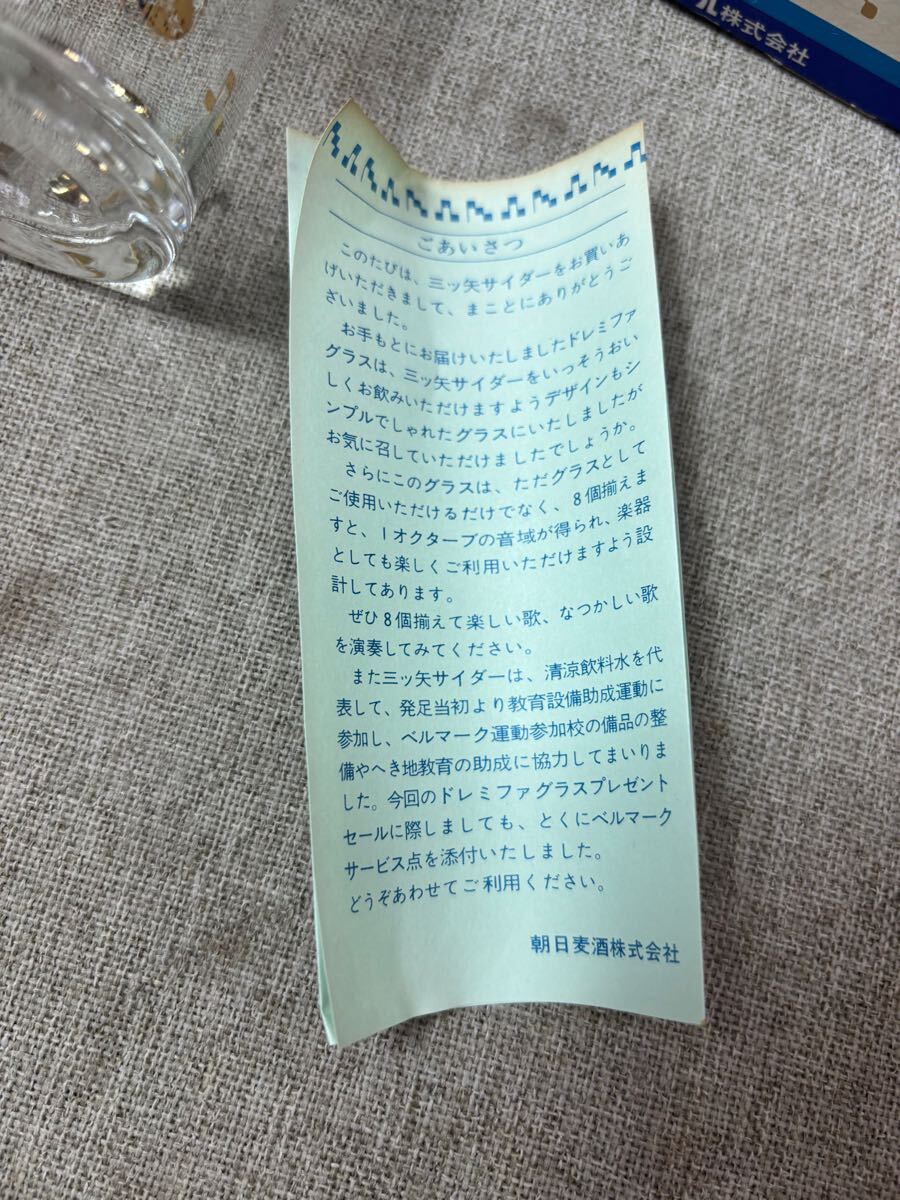 ル株式会社
ごあいさつ
このたびは、三ッ矢サイダーをお買いあ
げいただきまして、まことにありがとうご
ざいました。
お手もとにお届けいたしましたドレミファ
グラスは、三ッ矢サイダーをいっそうおい
しくお飲みいただけますようデザインもシ
ンプルでしゃれたグラスにいたしましたが
お気に召していただけましたでしょうか。
さらにこのグラスは、ただグラスとして
ご使用いただけるだけでなく、8個揃えま
すと、1オクターブの音域が得られ、楽器
としても楽しくご利用いただけますよう設
計してあります。
ぜひ8個揃えて楽しい歌、なつかしい歌
を演奏してみてください。
また三ッ矢サイダーは、清涼飲料水を代
表して、発足当初より教育設備助成運動に
参加し、ベルマーク運動参加校の備品の整
備やへき地教育の助成に協力してまいりま
した。今回のドレミファグラスプレゼント
セールに際しましても、とくにベルマーク
サービス点を添付いたしました。
どうぞあわせてご利用ください。
朝日麦酒株式会社